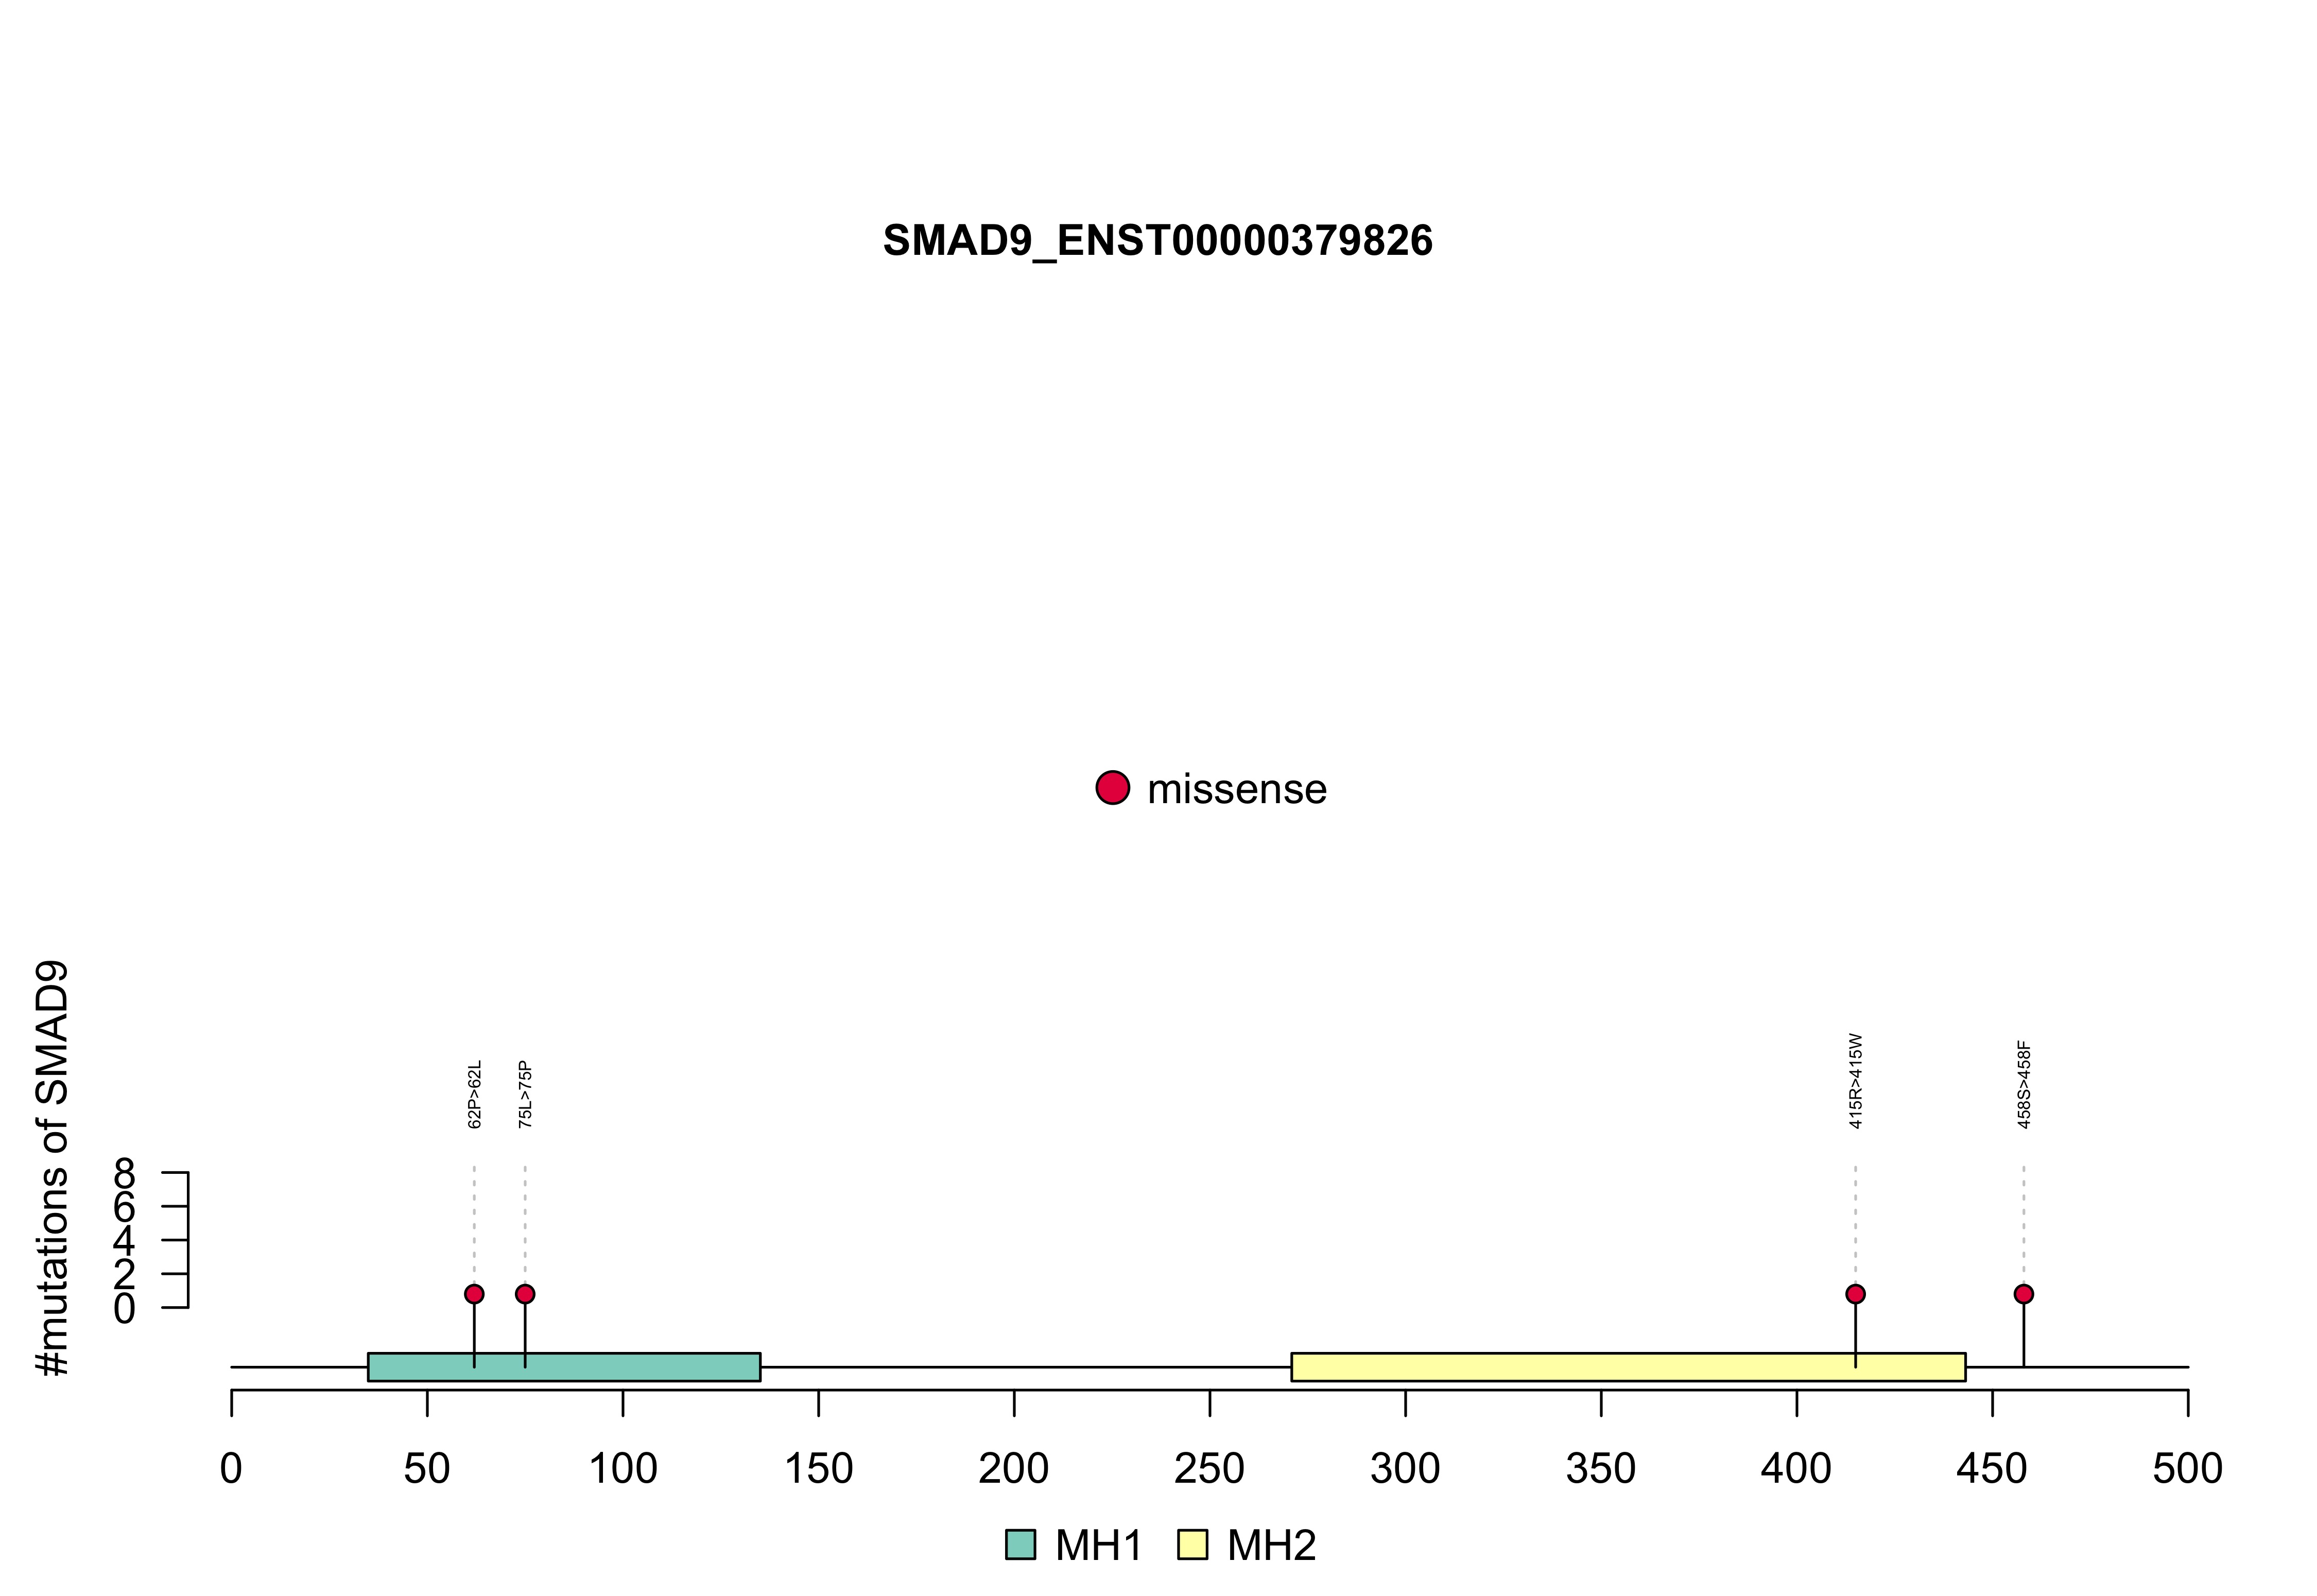 SMAD9_ENST00000379826
missense
#mutations of SMAD9
62P>62L
75L>75P
415R>415W
458S>458F
8
6
4
2
0
0 50 100 150 200 250 300 350 400 450 500
MH1 MH2